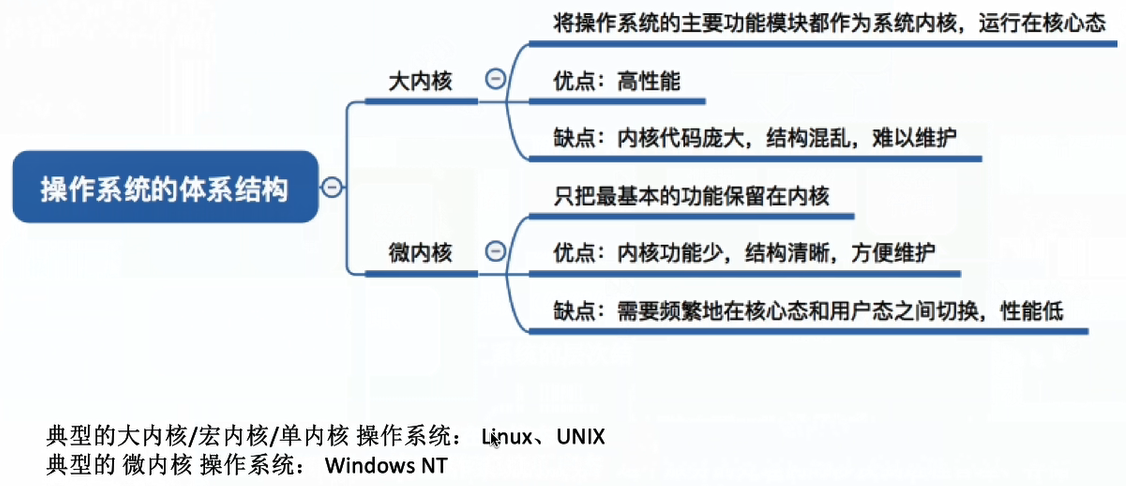 将操作系统的主要功能模块都作为系统内核，运行在核心态
大内核
优点：高性能
缺点：内核代码庞大，结构混乱，难以维护
操作系统的体系结构
只把最基本的功能保留在内核
微内核
优点：内核功能少，结构清晰，方便维护
缺点：需要频繁地在核心态和用户态之间切换，性能低
典型的大内核/宏内核/单内核 操作系统： Linux、UNIX
典型的 微内核 操作系统： Windows NT